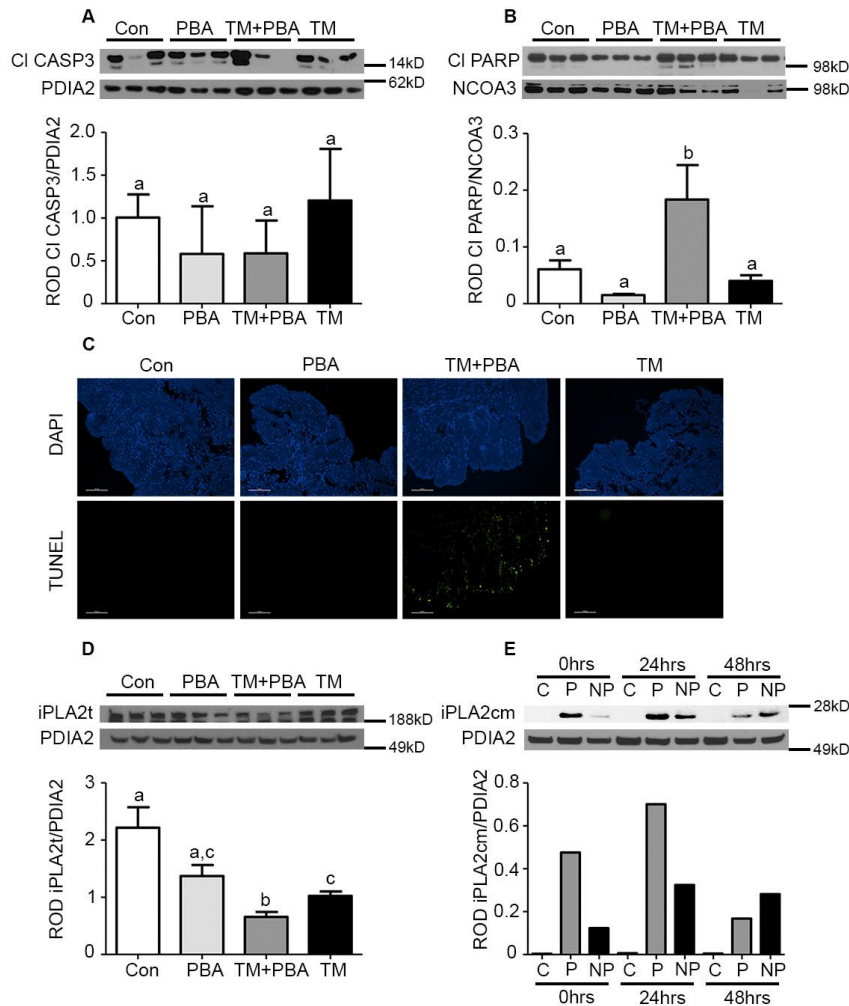 A
Con PBA TM+PBA TM
Cl CASP3
14kD
PDIA2
62kD
ROD Cl CASP3/PDIA2
2.0
1.5
1.0
0.5
0
a a a a
Con PBA TM+PBA TM
B
Con PBA TM+PBA TM
Cl PARP
98kD
NCOA3
98kD
ROD Cl PARP/NCOA3
0.3
0.2
0.1
0
a a b a
Con PBA TM+PBA TM
C
Con PBA TM+PBA TM
DAPI
TUNEL
D
Con PBA TM+PBA TM
iPLA2t
188kD
PDIA2
49kD
ROD iPLA2t/PDIA2
3
2
1
0
a a,c b c
Con PBA TM+PBA TM
E
0hrs 24hrs 48hrs
C P NP C P NP C P NP
iPLA2cm
28kD
PDIA2
49kD
ROD iPLA2cm/PDIA2
0.8
0.6
0.4
0.2
0
C P NP C P NP C P NP
0hrs 24hrs 48hrs